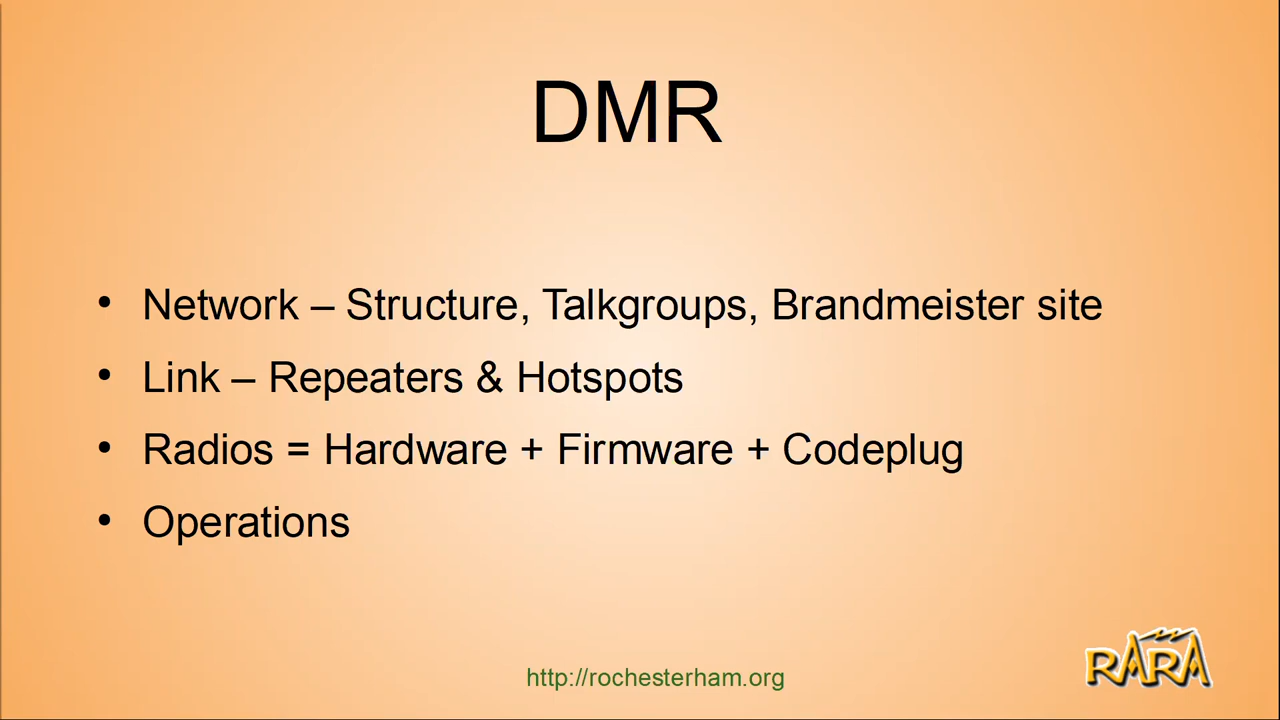 DMR
• Network – Structure, Talkgroups, Brandmeister site
• Link – Repeaters & Hotspots
• Radios = Hardware + Firmware + Codeplug
• Operations
http://rochesterham.org
RARA